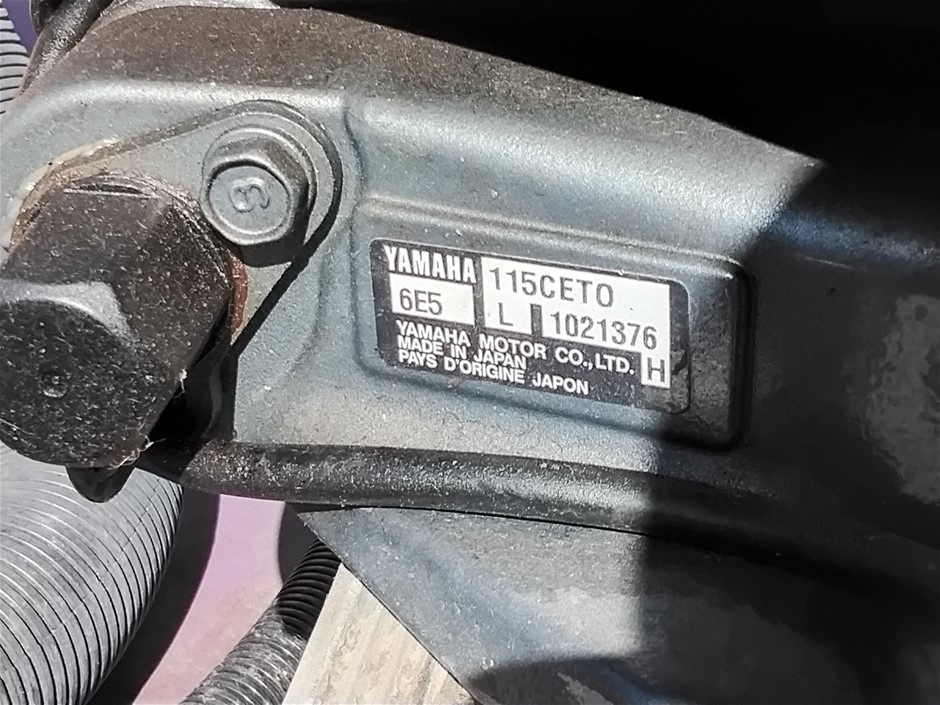 YAMAHA 115CETO
6E5 L 1021376
YAMAHA MOTOR CO.,LTD.
MADE IN JAPAN H
PAYS D'ORIGINE JAPON